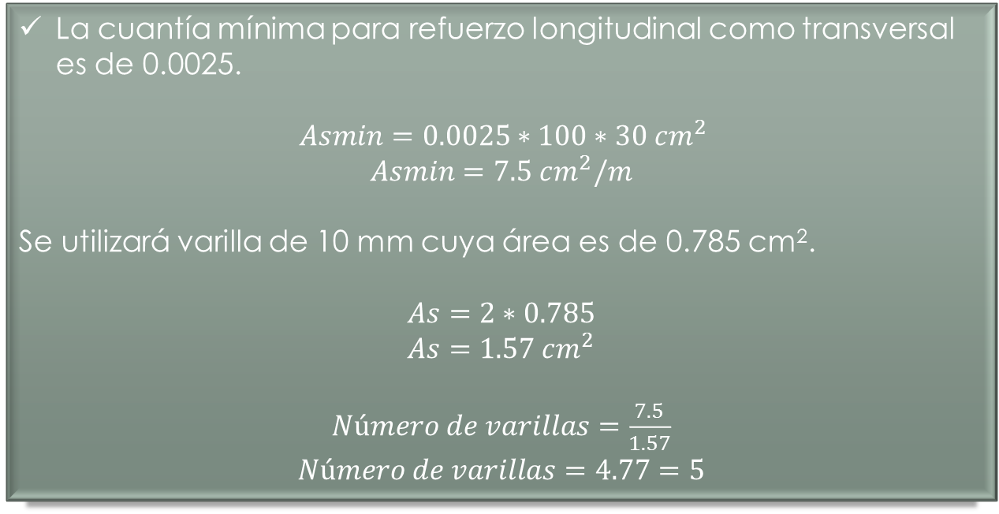 ✓ La cuantía mínima para refuerzo longitudinal como transversal
es de 0.0025.
Asmin = 0.0025 ∗ 100 ∗ 30 cm²
Asmin = 7.5 cm²/m
Se utilizará varilla de 10 mm cuya área es de 0.785 cm².
As = 2 ∗ 0.785
As = 1.57 cm²
Número de varillas = 7.5/1.57
Número de varillas = 4.77 = 5